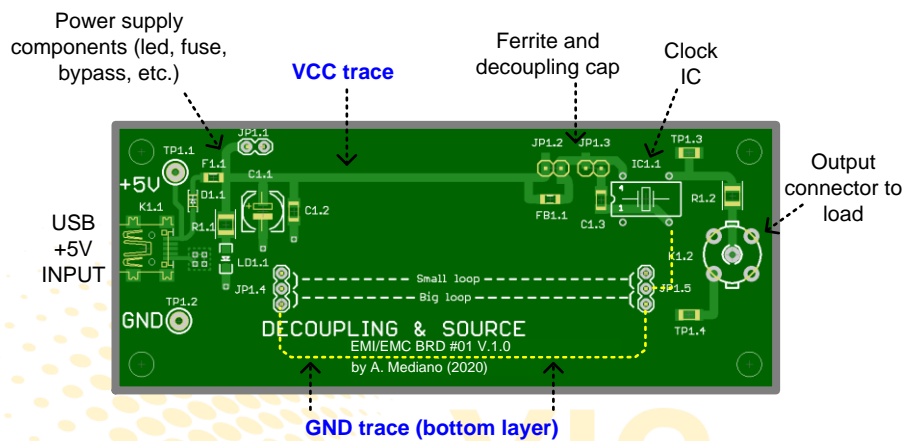 Power supply
components (led, fuse,
bypass, etc.)
VCC trace
Ferrite and
decoupling cap
Clock
IC
Output
connector to
load
USB
+5V
INPUT
JP1.1
TP1.1
F1.1
+5V
D1.1
K1.1
C1.1
R1.1
C1.2
LD1.1
JP1.2
JP1.3
IC1.1
TP1.3
4
1
FB1.1
C1.3
R1.2
K1.2
Small loop
JP1.4
JP1.5
Big loop
TP1.2
GND
TP1.4
DECOUPLING & SOURCE
EMI/EMC BRD #01 V.1.0
by A. Mediano (2020)
GND trace (bottom layer)